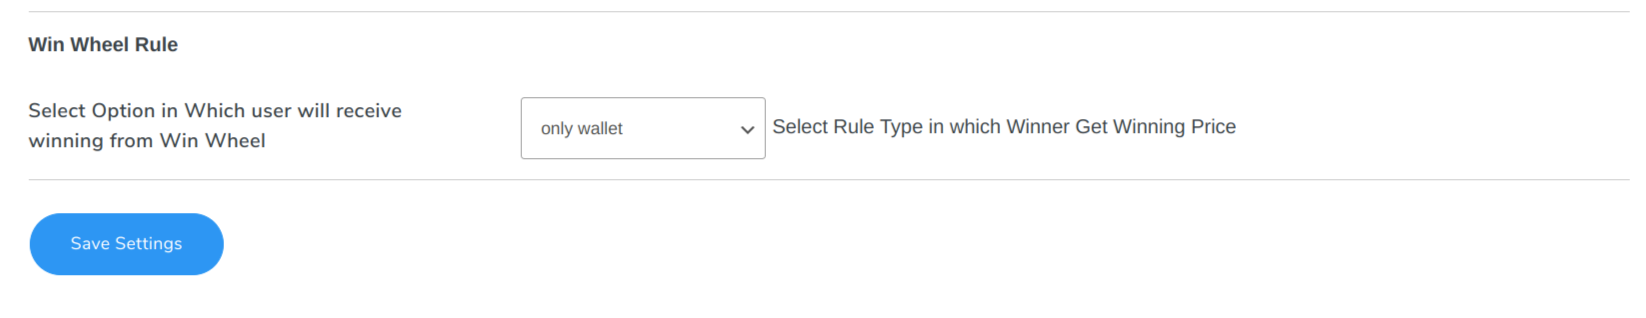 Win Wheel Rule
Select Option in Which user will receive
winning from Win Wheel
only wallet
Select Rule Type in which Winner Get Winning Price
Save Settings